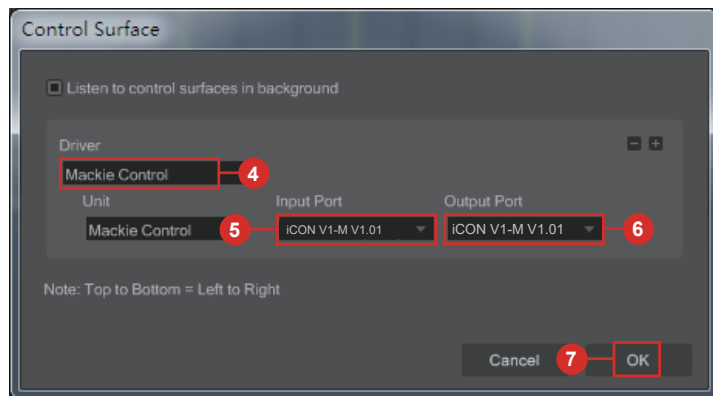 Control Surface
Listen to control surfaces in background
Driver
Mackie Control 4
Unit Input Port Output Port
Mackie Control 5 iCON V1-M V1.01 iCON V1-M V1.01 6
Note: Top to Bottom = Left to Right
Cancel 7 OK